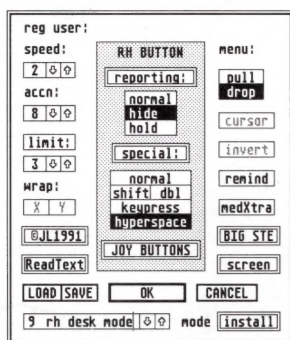 reg user:
speed: RH BUTTON menu:
2 ⇩ ⇧ reporting: pull
drop
accn: normal
8 ⇩ ⇧ hide cursor
hold
limit: invert
3 ⇩ ⇧ special:
normal remind
wrap: shift dbl
X Y keypress medXtra
hyperspace
©JL1991 BIG STE
JOY BUTTONS
ReadText screen
LOAD SAVE OK CANCEL
9 rh desk mode ⇩ ⇧ mode install